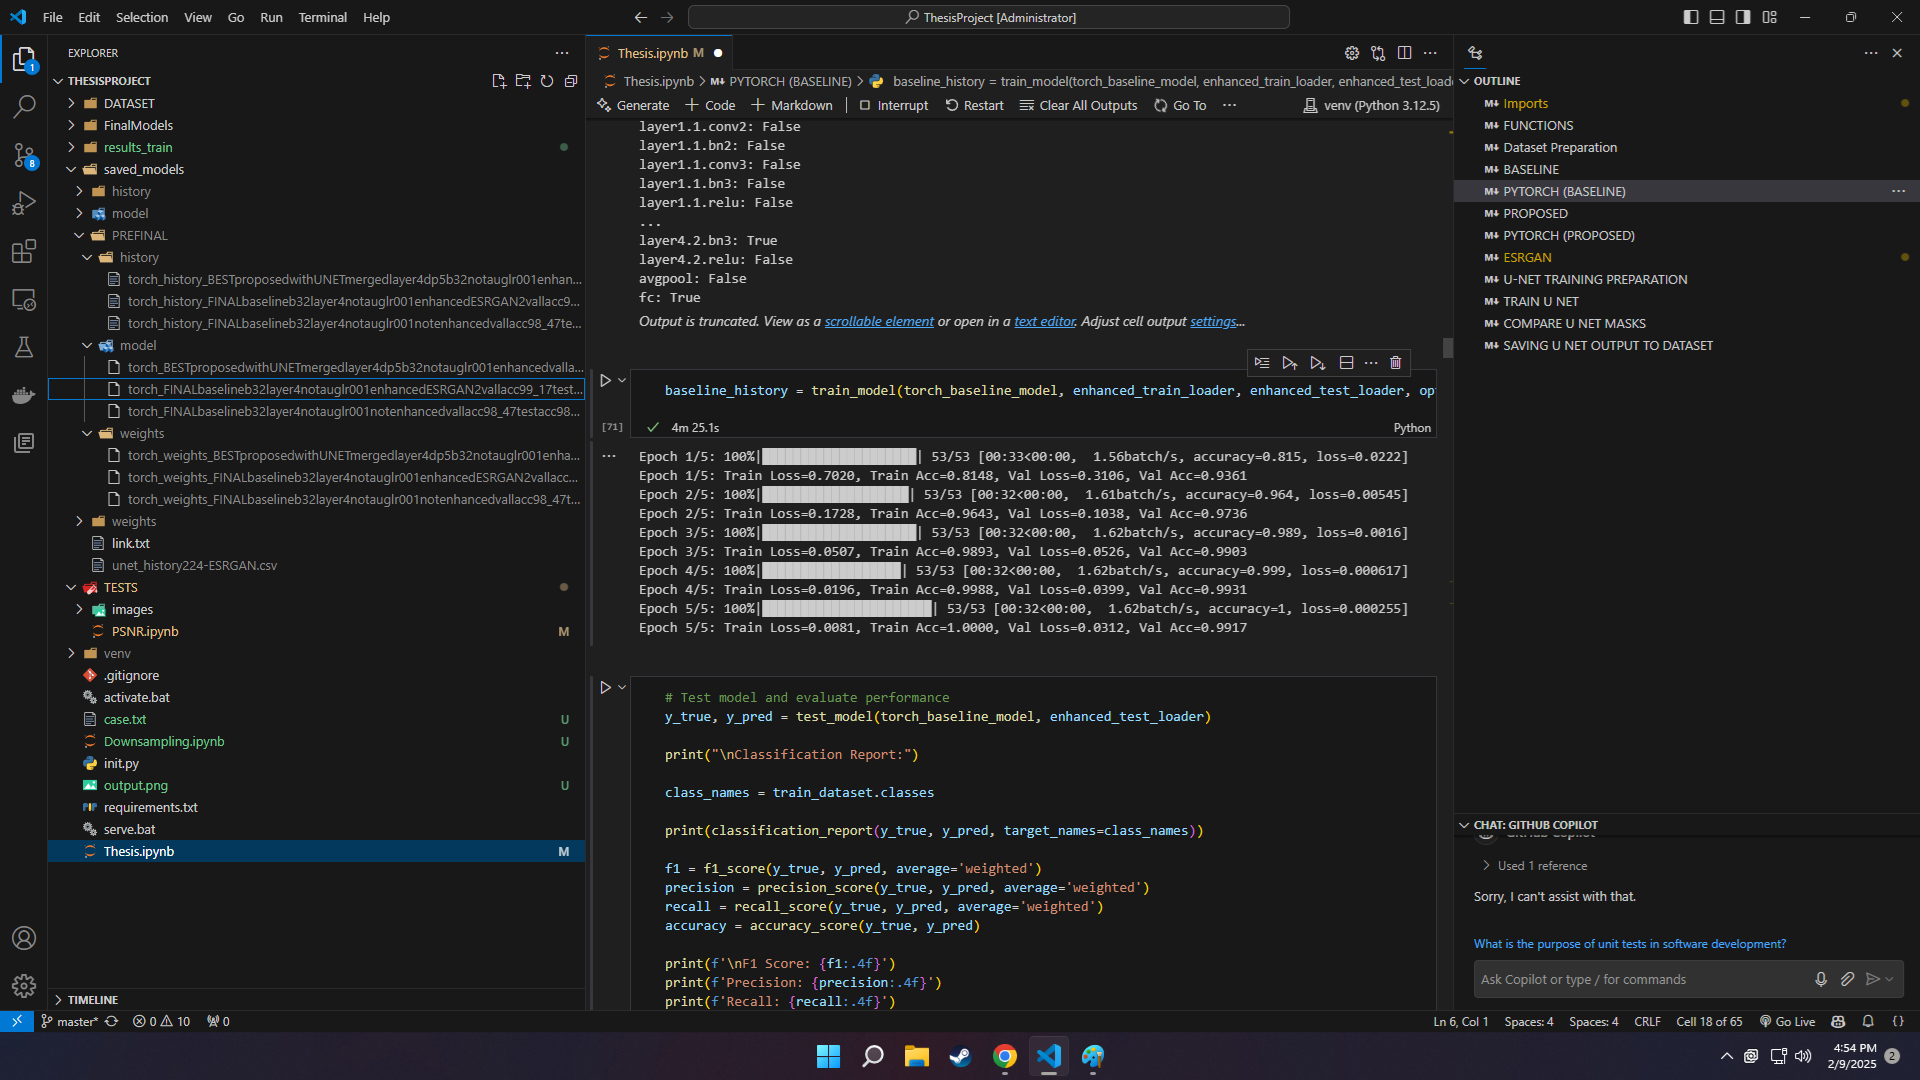 File Edit Selection View Go Run Terminal Help
ThesisProject [Administrator]
EXPLORER
THESISPROJECT
DATASET
FinalModels
results_train
saved_models
history
model
PREFINAL
history
torch_history_BESTproposedwithUNETmergedlayer4dp5b32notauglr001enhan...
torch_history_FINALbaselineb32layer4notauglr001enhancedESRGAN2vallacc9...
torch_history_FINALbaselineb32layer4notauglr001notenhancedvallacc98_47te...
model
torch_BESTproposedwithUNETmergedlayer4dp5b32notauglr001enhancedvalla...
torch_FINALbaselineb32layer4notauglr001enhancedESRGAN2vallacc99_17test...
torch_FINALbaselineb32layer4notauglr001notenhancedvallacc98_47testacc98...
weights
torch_weights_BESTproposedwithUNETmergedlayer4dp5b32notauglr001enha...
torch_weights_FINALbaselineb32layer4notauglr001enhancedESRGAN2vallacc...
torch_weights_FINALbaselineb32layer4notauglr001notenhancedvallacc98_47t...
weights
link.txt
unet_history224-ESRGAN.csv
TESTS
images
PSNR.ipynb M
venv
.gitignore
activate.bat
case.txt U
Downsampling.ipynb U
init.py
output.png U
requirements.txt
serve.bat
Thesis.ipynb M
TIMELINE
Thesis.ipynb M
Thesis.ipynb > M↓ PYTORCH (BASELINE) > baseline_history = train_model(torch_baseline_model, enhanced_train_loader, enhanced_test_loade
Generate + Code + Markdown Interrupt Restart Clear All Outputs Go To ... venv (Python 3.12.5)
layer1.1.conv2: False
layer1.1.bn2: False
layer1.1.conv3: False
layer1.1.bn3: False
layer1.1.relu: False
...
layer4.2.bn3: True
layer4.2.relu: False
avgpool: False
fc: True
Output is truncated. View as a scrollable element or open in a text editor. Adjust cell output settings...
baseline_history = train_model(torch_baseline_model, enhanced_train_loader, enhanced_test_loader, op
[71] 4m 25.1s Python
Epoch 1/5: 100%| | 53/53 [00:33<00:00, 1.56batch/s, accuracy=0.815, loss=0.0222]
Epoch 1/5: Train Loss=0.7020, Train Acc=0.8148, Val Loss=0.3106, Val Acc=0.9361
Epoch 2/5: 100%| | 53/53 [00:32<00:00, 1.61batch/s, accuracy=0.964, loss=0.00545]
Epoch 2/5: Train Loss=0.1728, Train Acc=0.9643, Val Loss=0.1038, Val Acc=0.9736
Epoch 3/5: 100%| | 53/53 [00:32<00:00, 1.62batch/s, accuracy=0.989, loss=0.0016]
Epoch 3/5: Train Loss=0.0507, Train Acc=0.9893, Val Loss=0.0526, Val Acc=0.9903
Epoch 4/5: 100%| | 53/53 [00:32<00:00, 1.62batch/s, accuracy=0.999, loss=0.000617]
Epoch 4/5: Train Loss=0.0196, Train Acc=0.9988, Val Loss=0.0399, Val Acc=0.9931
Epoch 5/5: 100%| | 53/53 [00:32<00:00, 1.62batch/s, accuracy=1, loss=0.000255]
Epoch 5/5: Train Loss=0.0081, Train Acc=1.0000, Val Loss=0.0312, Val Acc=0.9917
# Test model and evaluate performance
y_true, y_pred = test_model(torch_baseline_model, enhanced_test_loader)
print("\nClassification Report:")
class_names = train_dataset.classes
print(classification_report(y_true, y_pred, target_names=class_names))
f1 = f1_score(y_true, y_pred, average='weighted')
precision = precision_score(y_true, y_pred, average='weighted')
recall = recall_score(y_true, y_pred, average='weighted')
accuracy = accuracy_score(y_true, y_pred)
print(f'\nF1 Score: {f1:.4f}')
print(f'Precision: {precision:.4f}')
print(f'Recall: {recall:.4f}')
OUTLINE
M↓ Imports
M↓ FUNCTIONS
M↓ Dataset Preparation
M↓ BASELINE
M↓ PYTORCH (BASELINE)
M↓ PROPOSED
M↓ PYTORCH (PROPOSED)
M↓ ESRGAN
M↓ U-NET TRAINING PREPARATION
M↓ TRAIN U NET
M↓ COMPARE U NET MASKS
M↓ SAVING U NET OUTPUT TO DATASET
CHAT: GITHUB COPILOT
GitHub Copilot
Used 1 reference
Sorry, I can't assist with that.
What is the purpose of unit tests in software development?
Ask Copilot or type / for commands
1
8
master* 0 10 0
Ln 6, Col 1 Spaces: 4 Spaces: 4 CRLF Cell 18 of 65 Go Live
4:54 PM
2/9/2025
2